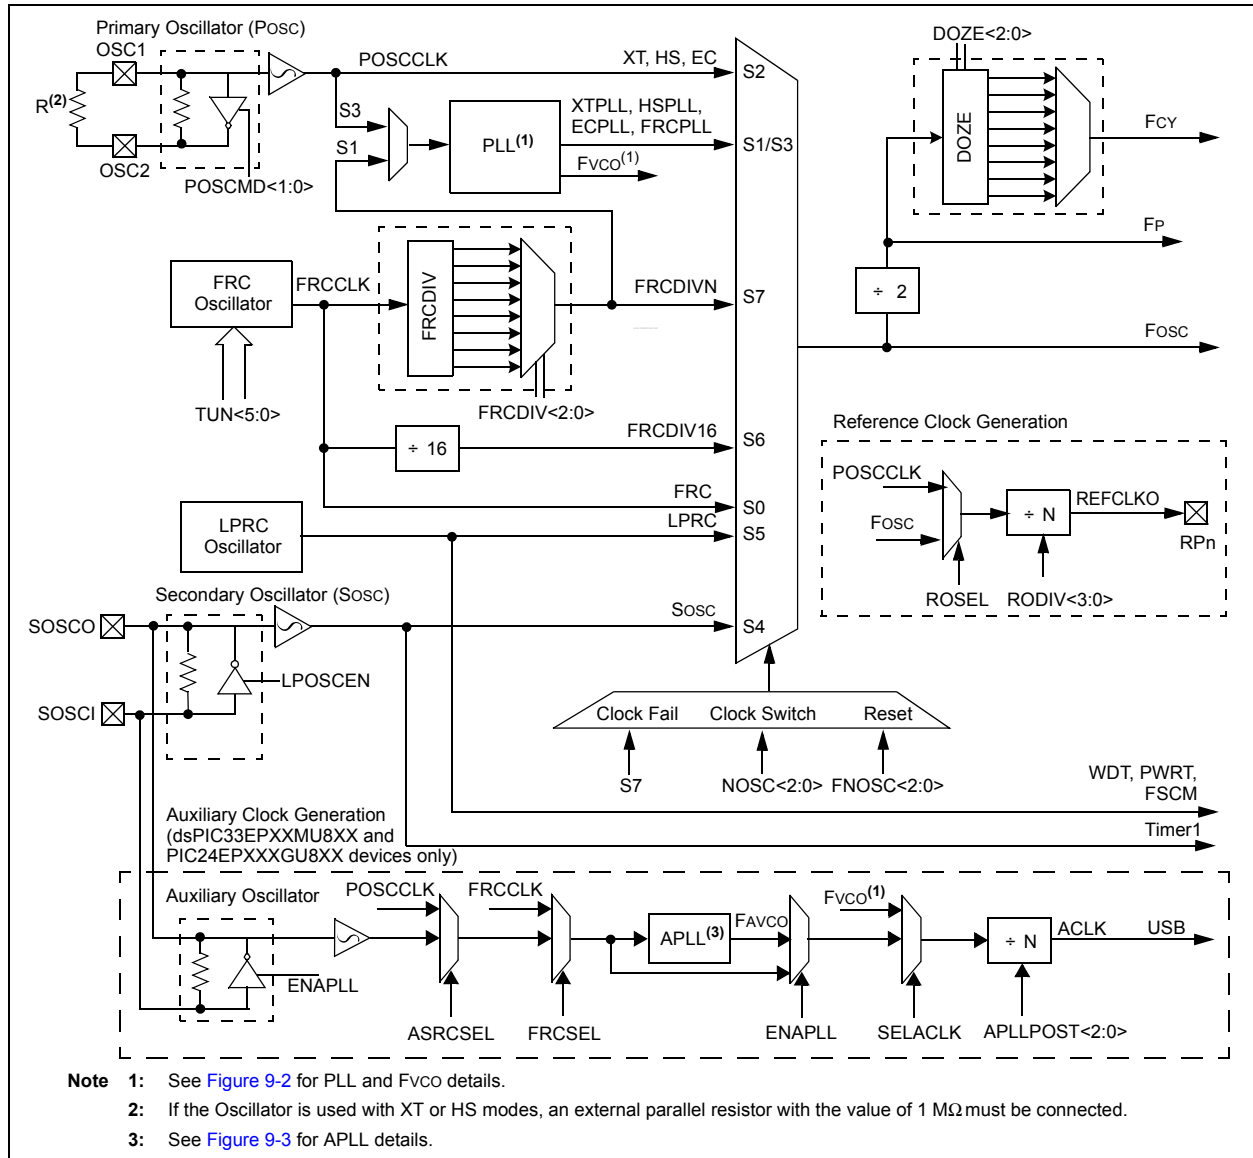 Primary Oscillator (POSC)
OSC1
R(2)
OSC2
POSCMD<1:0>
POSCCLK
S3
S1
PLL(1)
XT, HS, EC
XTPLL, HSPLL,
ECPLL, FRCPLL
FVCO(1)
S2
S1/S3
DOZE<2:0>
DOZE
FCY
FP
÷ 2
FOSC
FRC
Oscillator
TUN<5:0>
FRCCLK
FRCDIV
FRCDIV<2:0>
FRCDIVN
S7
÷ 16
FRCDIV16
S6
FRC
S0
LPRC
Oscillator
LPRC
S5
Reference Clock Generation
POSCCLK
FOSC
÷ N
REFCLKO
RPn
ROSEL
RODIV<3:0>
Secondary Oscillator (SOSC)
SOSCO
SOSCI
LPOSCEN
SOSC
S4
Clock Fail
Clock Switch
Reset
S7
NOSC<2:0>
FNOSC<2:0>
WDT, PWRT,
FSCM
Timer1
Auxiliary Clock Generation
(dsPIC33EPXXMU8XX and
PIC24EPXXXGU8XX devices only)
Auxiliary Oscillator
ENAPLL
POSCCLK
FRCCLK
APLL(3)
FAVCO
FVCO(1)
÷ N
ACLK
USB
ASRCSEL
FRCSEL
ENAPLL
SELACLK
APLLPOST<2:0>
Note 1: See Figure 9-2 for PLL and FVCO details.
2: If the Oscillator is used with XT or HS modes, an external parallel resistor with the value of 1 MΩ must be connected.
3: See Figure 9-3 for APLL details.